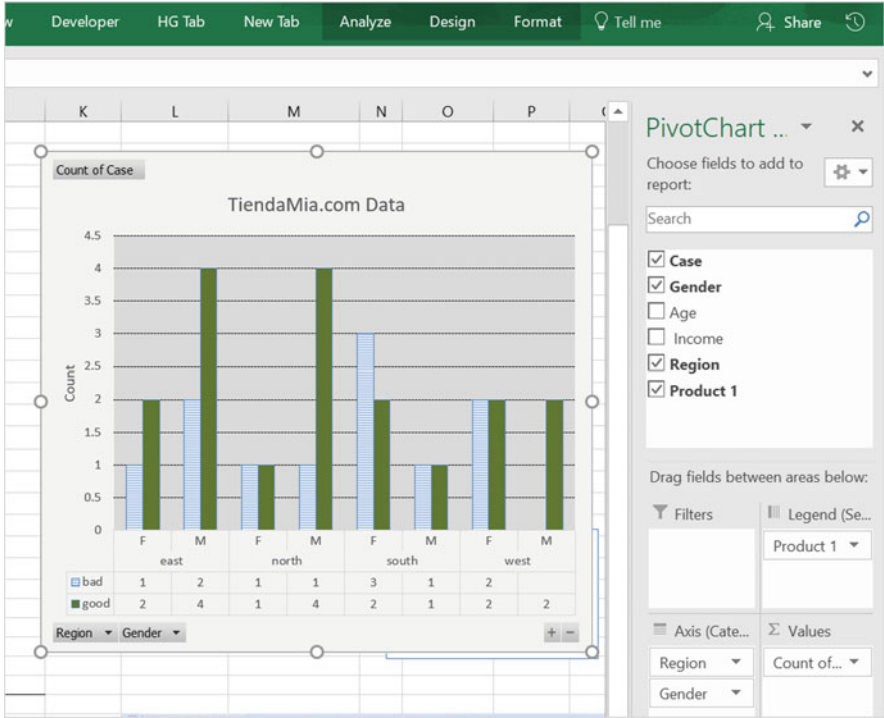 w Developer HG Tab New Tab Analyze Design Format Tell me Share
K L M N O P
PivotChart ...
Choose fields to add to
report:
Search
Case
Gender
Age
Income
Region
Product 1
Drag fields between areas below:
Filters Legend (Se...
Product 1
Axis (Cate... Σ Values
Region Count of...
Gender
Count of Case
TiendaMia.com Data
Count
4.5
4
3.5
3
2.5
2
1.5
1
0.5
0
F M F M F M F M
east north south west
bad 1 2 1 1 3 1 2
good 2 4 1 4 2 1 2 2
Region Gender + −